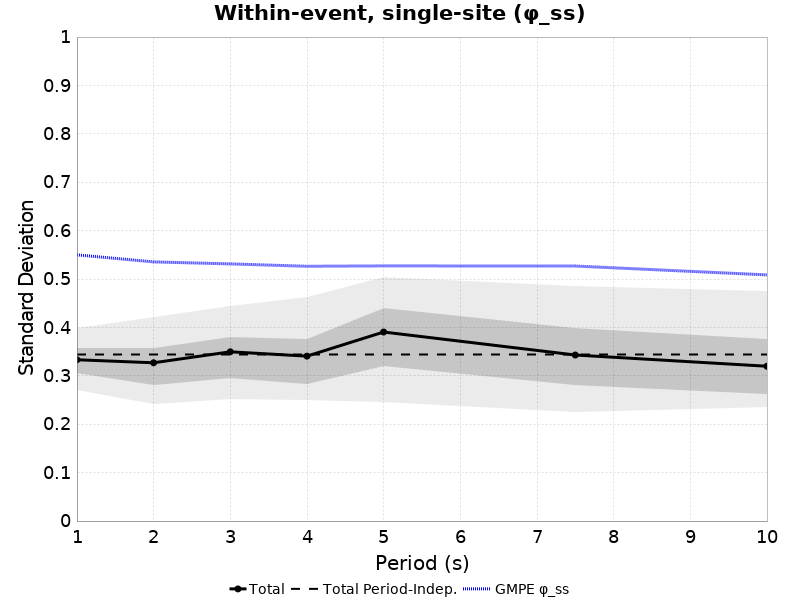 Within-event, single-site (φ_ss)
1
0.9
0.8
0.7
0.6
0.5
0.4
0.3
0.2
0.1
0
Standard Deviation
1 2 3 4 5 6 7 8 9 10
Period (s)
Total Total Period-Indep. GMPE φ_ss